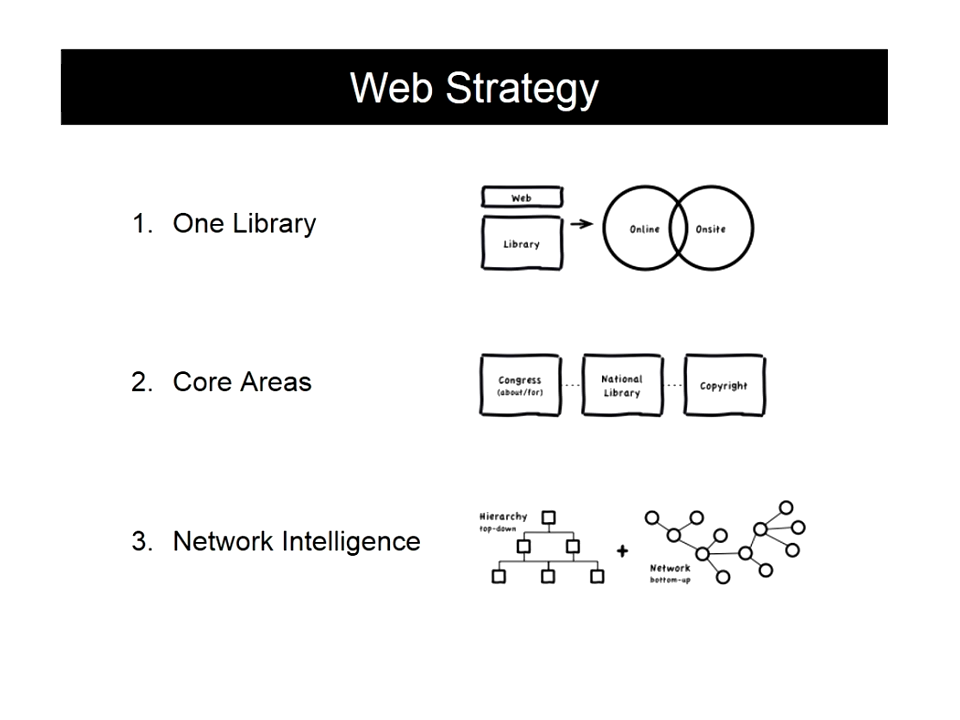 Web Strategy
1. One Library
Web
Library
Online
Onsite
2. Core Areas
Congress
(about/for)
National
Library
Copyright
3. Network Intelligence
Hierarchy
top-down
+
Network
bottom-up